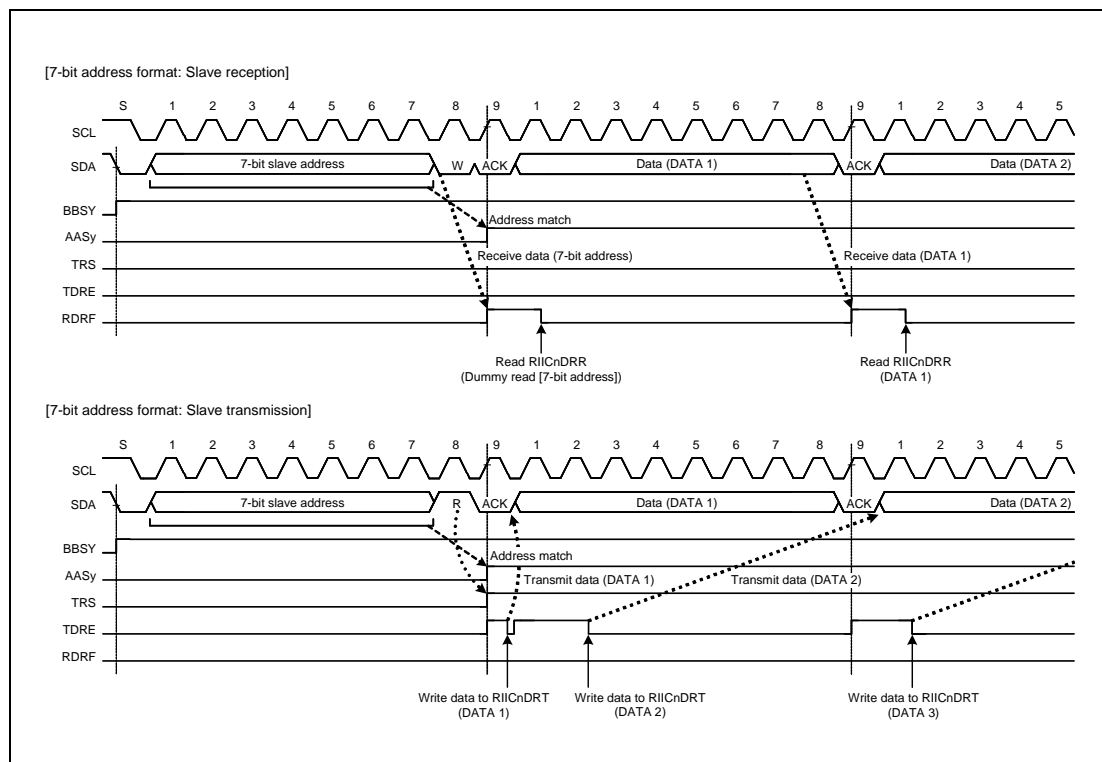 [7-bit address format: Slave reception]
S 1 2 3 4 5 6 7 8 9 1 2 3 4 5 6 7 8 9 1 2 3 4 5
SCL
SDA 7-bit slave address W ACK Data (DATA 1) ACK Data (DATA 2)
BBSY
Address match
AASy
Receive data (7-bit address) Receive data (DATA 1)
TRS
TDRE
RDRF
Read RIICnDRR Read RIICnDRR
(Dummy read [7-bit address]) (DATA 1)
[7-bit address format: Slave transmission]
S 1 2 3 4 5 6 7 8 9 1 2 3 4 5 6 7 8 9 1 2 3 4 5
SCL
SDA 7-bit slave address R ACK Data (DATA 1) ACK Data (DATA 2)
BBSY
Address match
AASy
Transmit data (DATA 1) Transmit data (DATA 2)
TRS
TDRE
RDRF
Write data to RIICnDRT Write data to RIICnDRT Write data to RIICnDRT
(DATA 1) (DATA 2) (DATA 3)